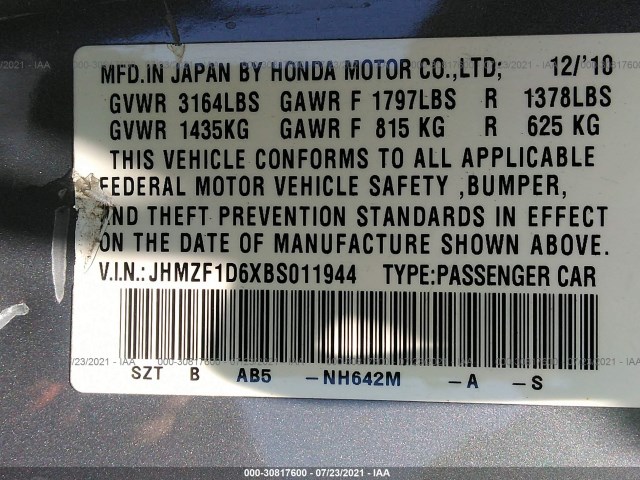 MFD.IN JAPAN BY HONDA MOTOR CO.,LTD; 12/'10
GVWR 3164LBS GAWR F 1797LBS R 1378LBS
GVWR 1435KG GAWR F 815 KG R 625 KG
THIS VEHICLE CONFORMS TO ALL APPLICABLE
FEDERAL MOTOR VEHICLE SAFETY ,BUMPER,
AND THEFT PREVENTION STANDARDS IN EFFECT
ON THE DATE OF MANUFACTURE SHOWN ABOVE.
V.I.N.:JHMZF1D6XBS011944 TYPE:PASSENGER CAR
SZT B AB5 -NH642M -A -S
000-30817600 - 07/23/2021 - IAA